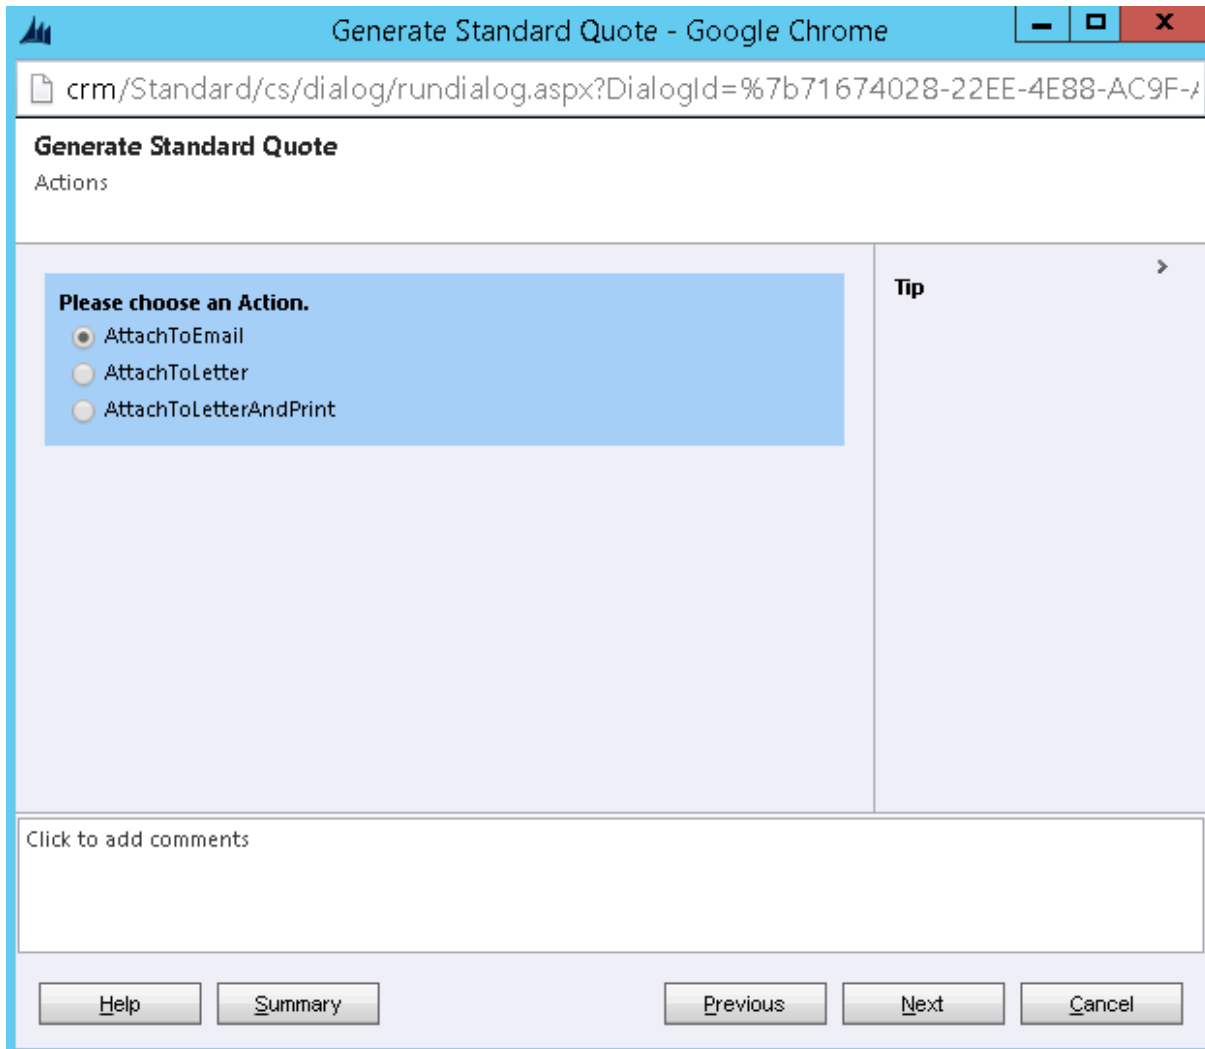 Generate Standard Quote - Google Chrome
crm/Standard/cs/dialog/rundialog.aspx?DialogId=%7b71674028-22EE-4E88-AC9F-
Generate Standard Quote
Actions
Please choose an Action.
AttachToEmail
AttachToLetter
AttachToLetterAndPrint
Tip
Click to add comments
Help
Summary
Previous
Next
Cancel